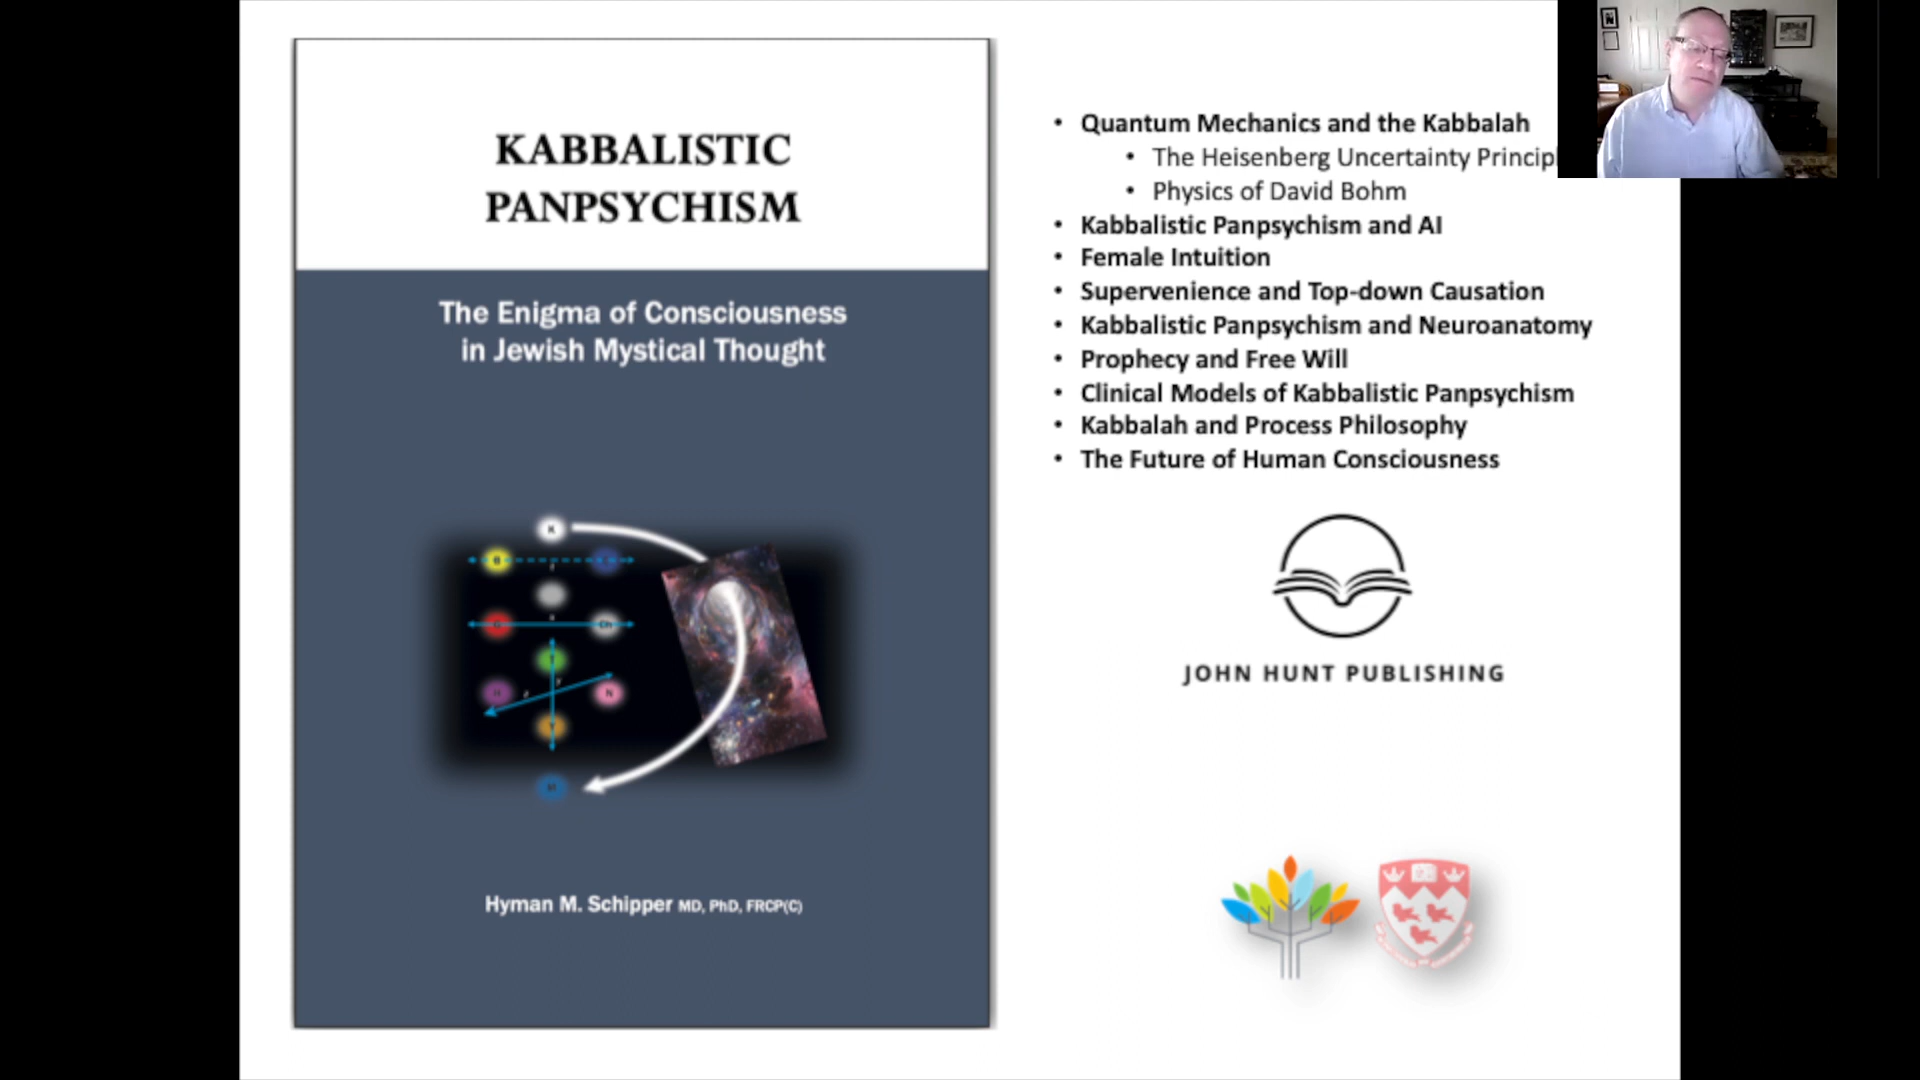 KABBALISTIC
PANPSYCHISM
The Enigma of Consciousness
in Jewish Mystical Thought
K
B
Ch
N
Hyman M. Schipper MD, PhD, FRCP(C)
• Quantum Mechanics and the Kabbalah
• The Heisenberg Uncertainty Princip
• Physics of David Bohm
• Kabbalistic Panpsychism and AI
• Female Intuition
• Supervenience and Top-down Causation
• Kabbalistic Panpsychism and Neuroanatomy
• Prophecy and Free Will
• Clinical Models of Kabbalistic Panpsychism
• Kabbalah and Process Philosophy
• The Future of Human Consciousness
JOHN HUNT PUBLISHING